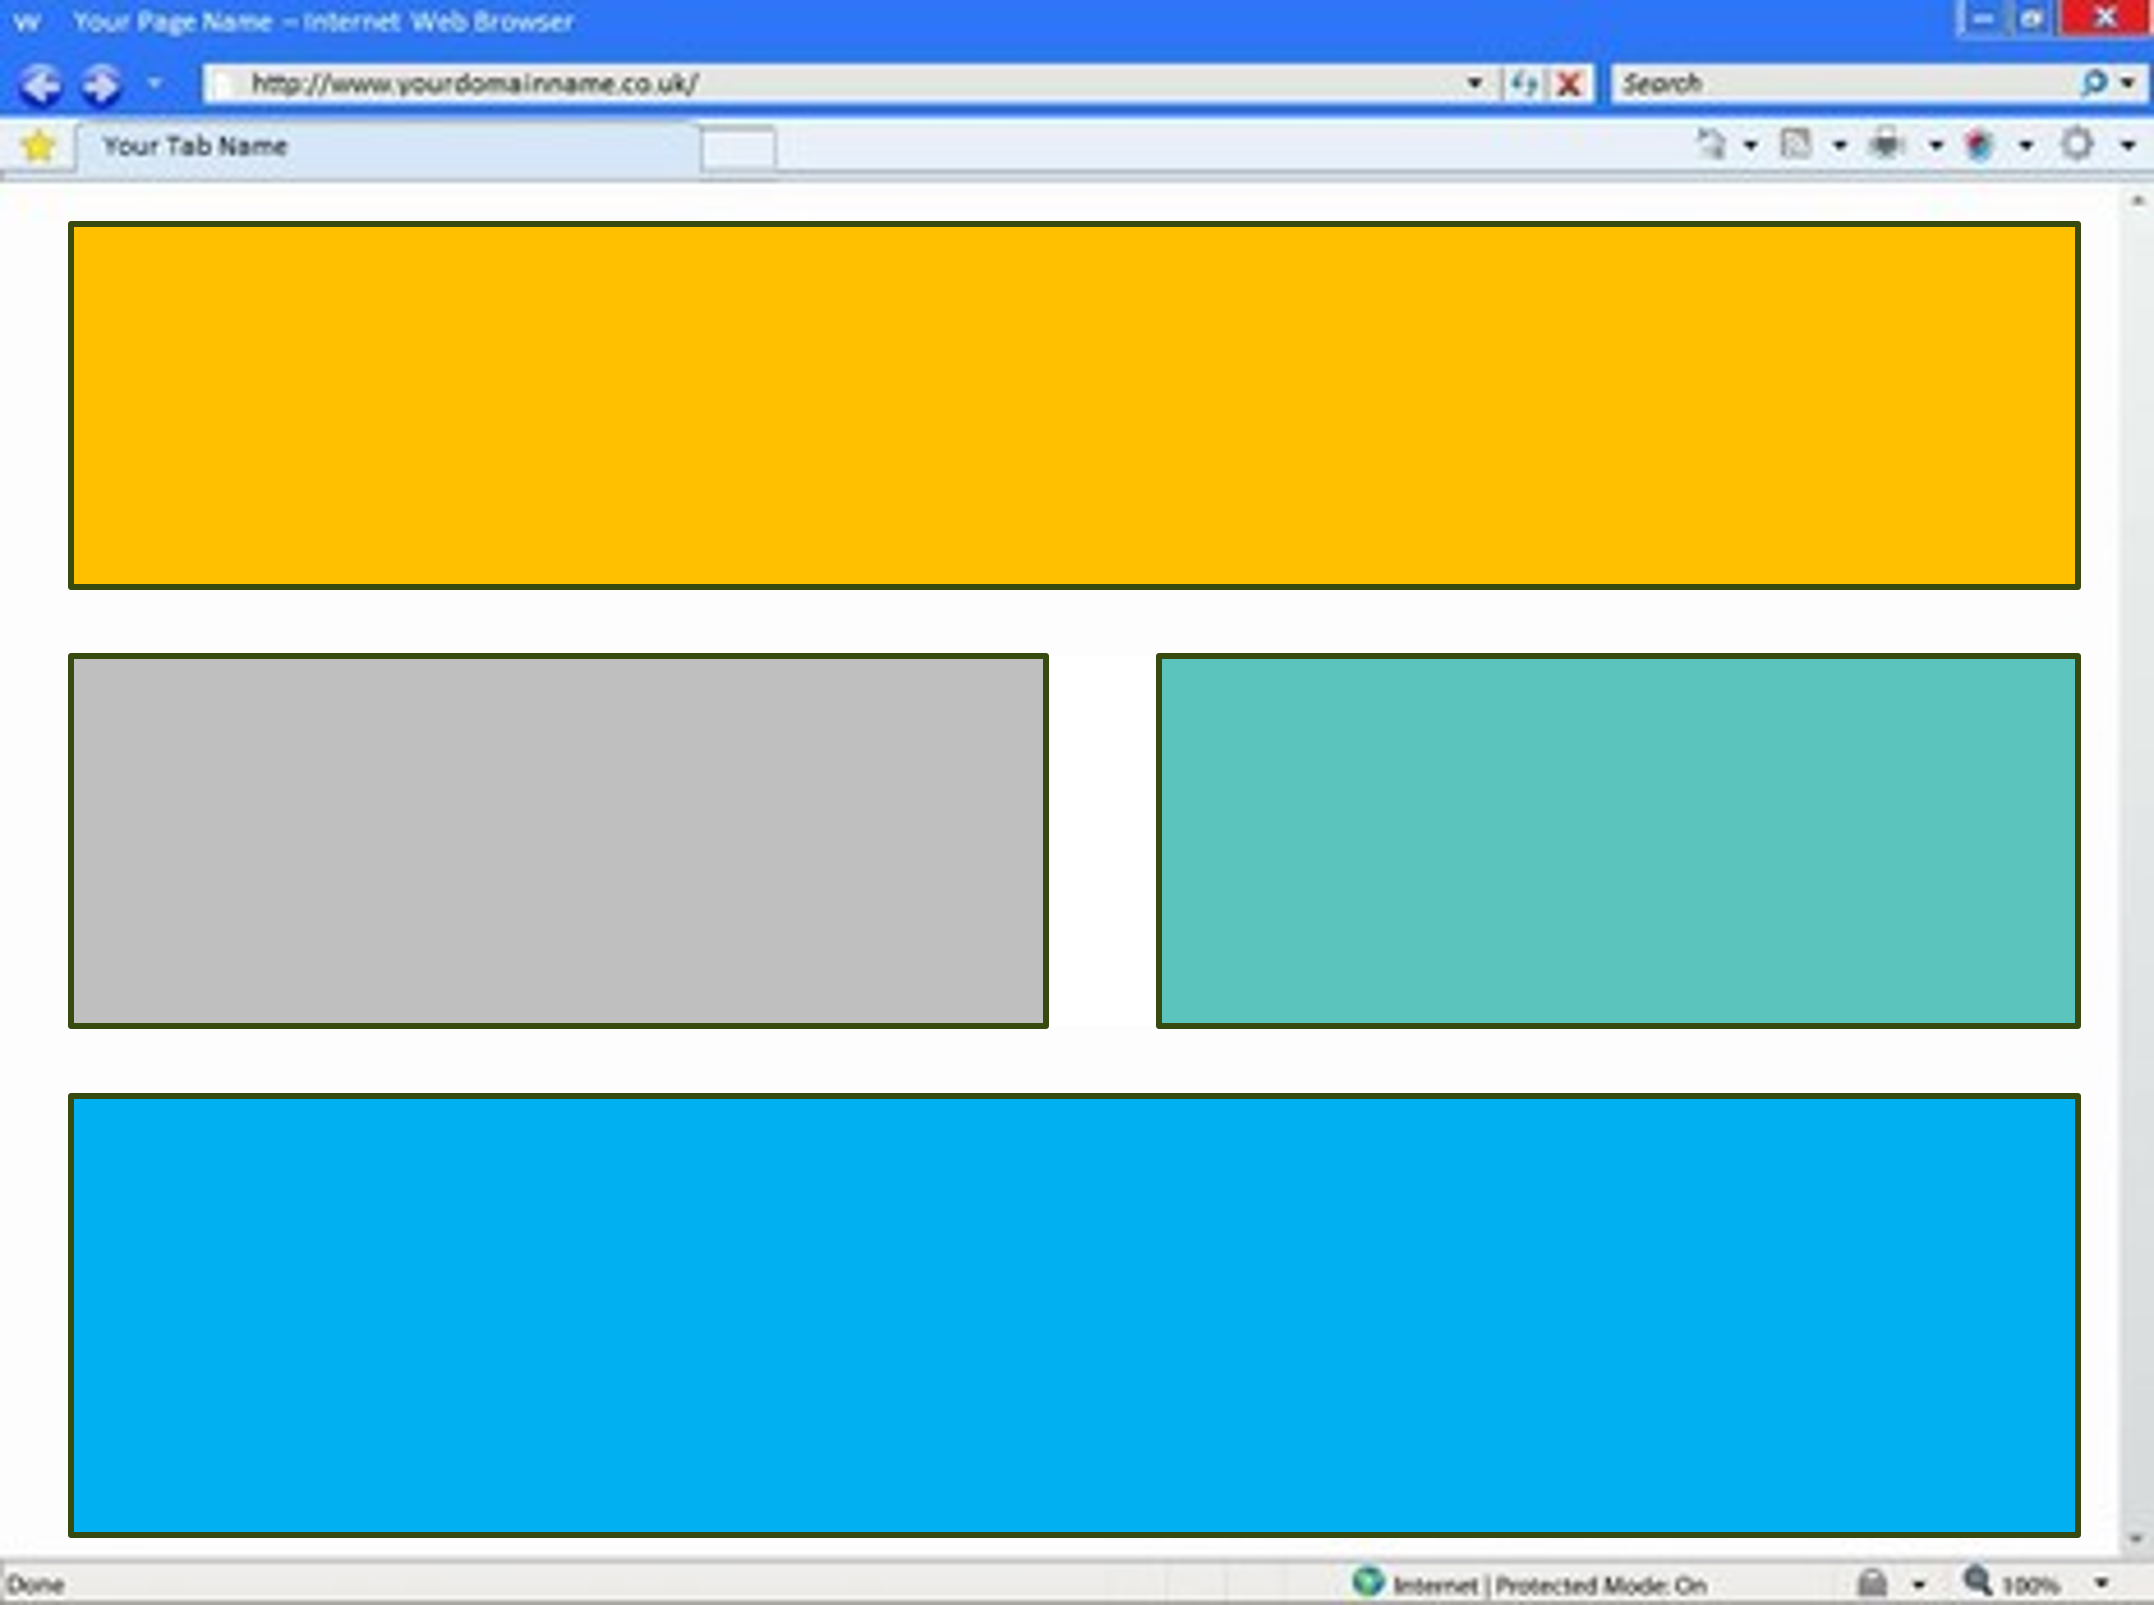 W Your Page Name – Internet Web Browser
http://www.yourdomainname.co.uk/ Search
Your Tab Name
Done Internet | Protected Mode: On 100%